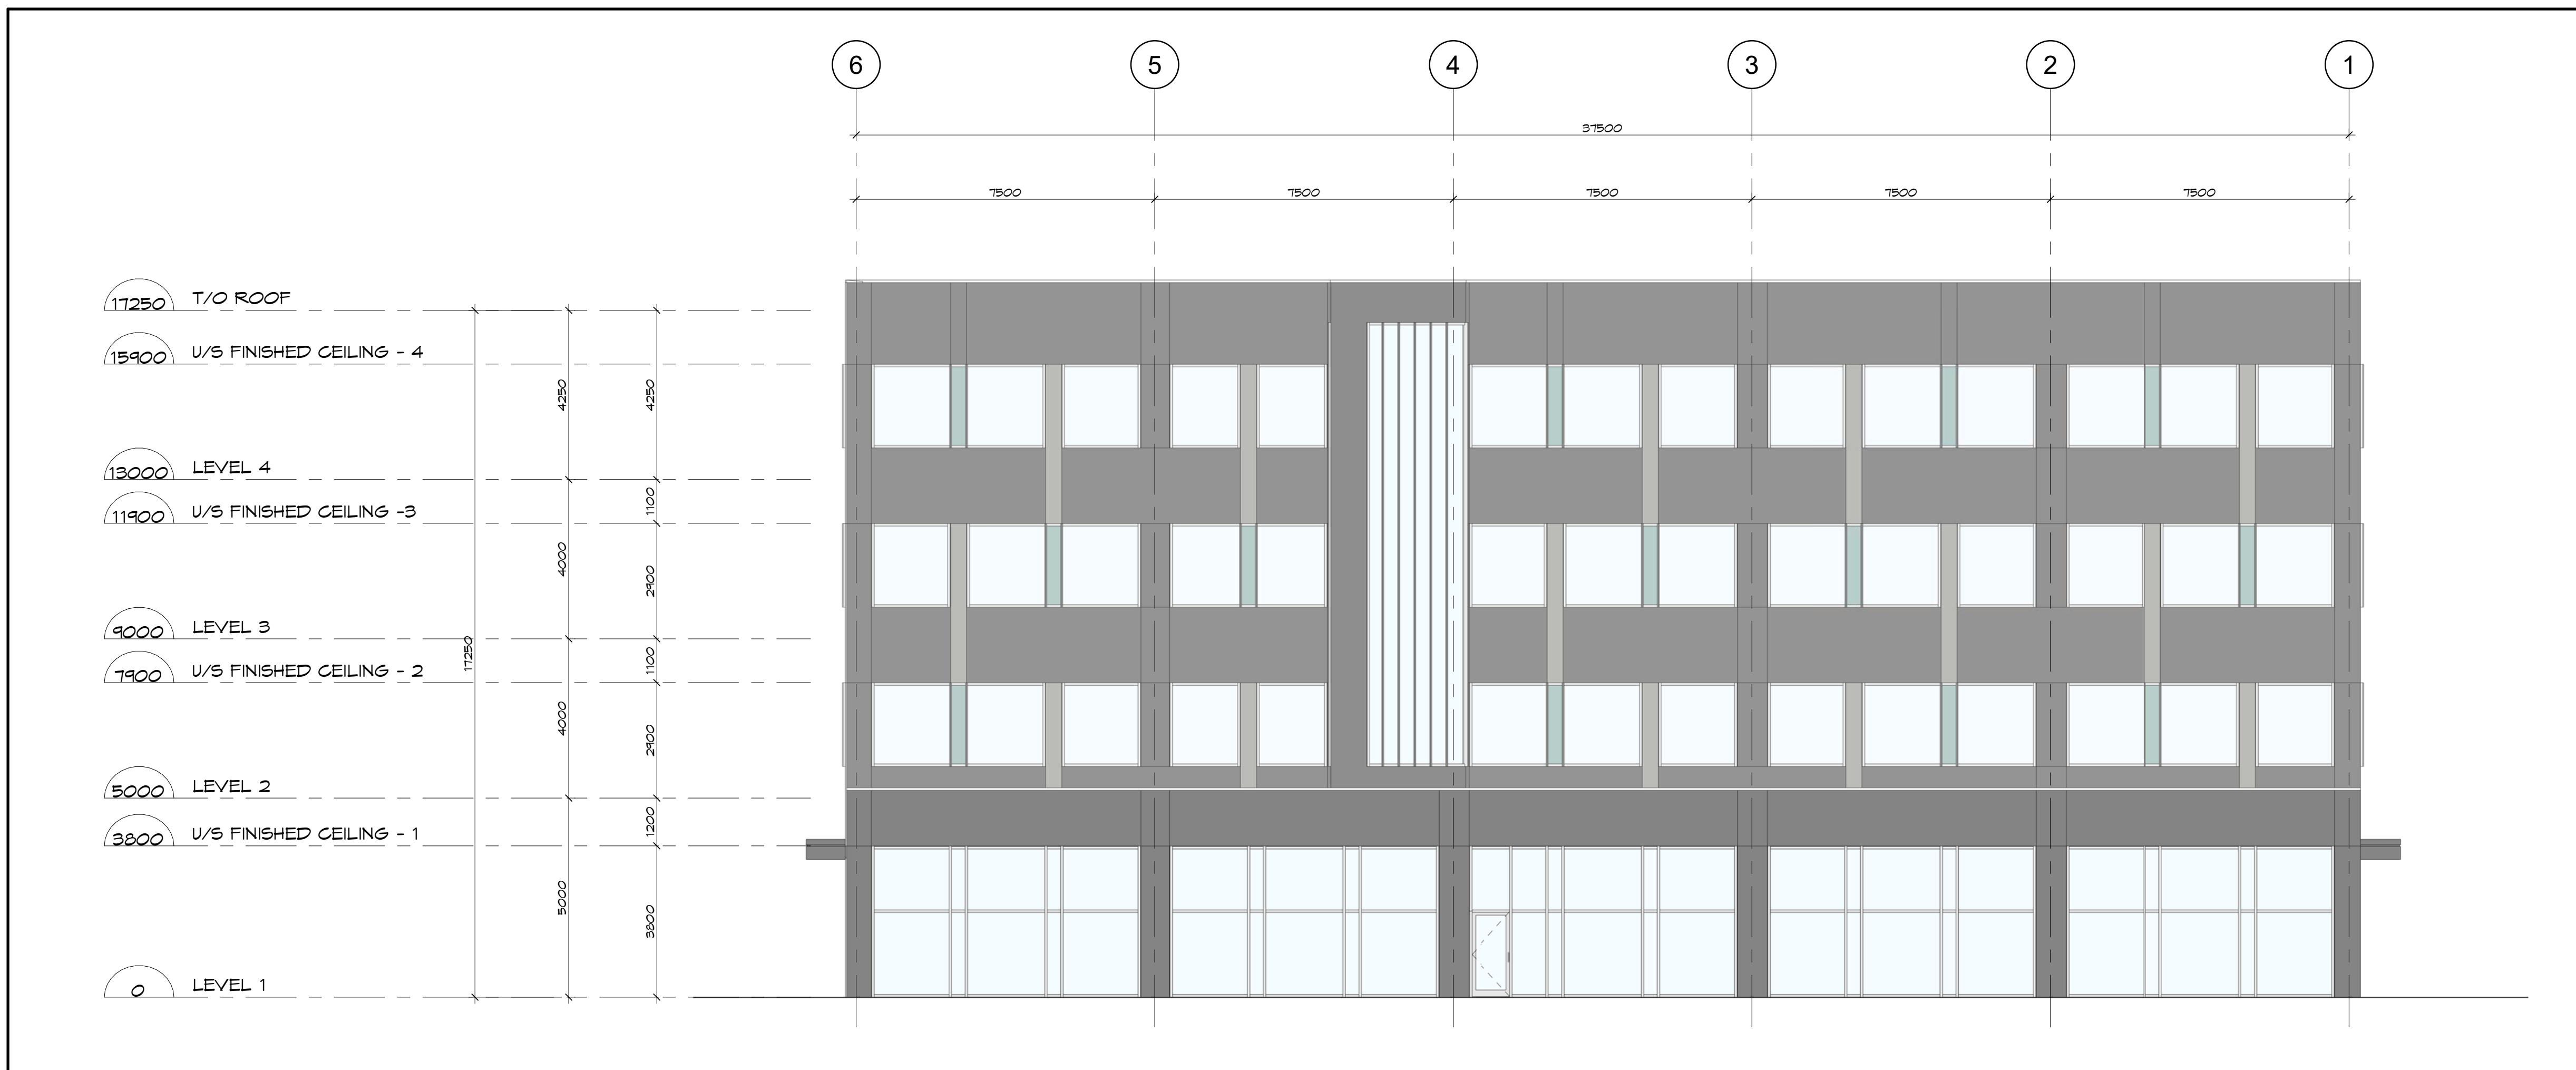 6 5 4 3 2 1
37500
7500 7500 7500 7500 7500
17250 T/O ROOF
15900 U/S FINISHED CEILING - 4
4250 4250
13000 LEVEL 4
1100
11900 U/S FINISHED CEILING -3
4000
2900
9000 LEVEL 3
17250
1100
7900 U/S FINISHED CEILING - 2
4000
2900
5000 LEVEL 2
1200
3800 U/S FINISHED CEILING - 1
5000
3800
0 LEVEL 1